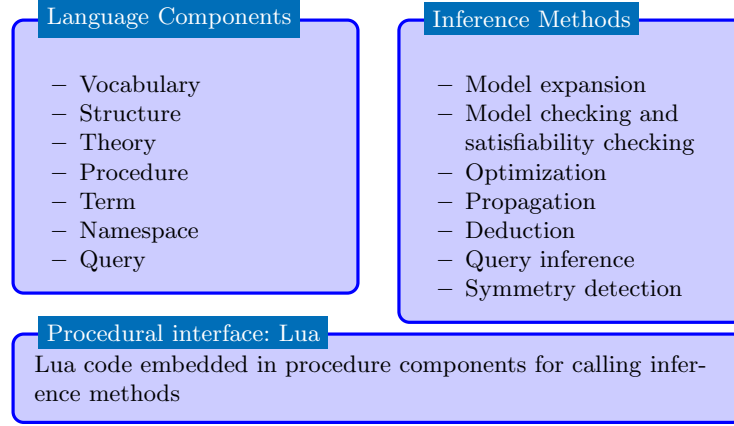 Language Components
– Vocabulary
– Structure
– Theory
– Procedure
– Term
– Namespace
– Query
Inference Methods
– Model expansion
– Model checking and
satisfiability checking
– Optimization
– Propagation
– Deduction
– Query inference
– Symmetry detection
Procedural interface: Lua
Lua code embedded in procedure components for calling infer-
ence methods